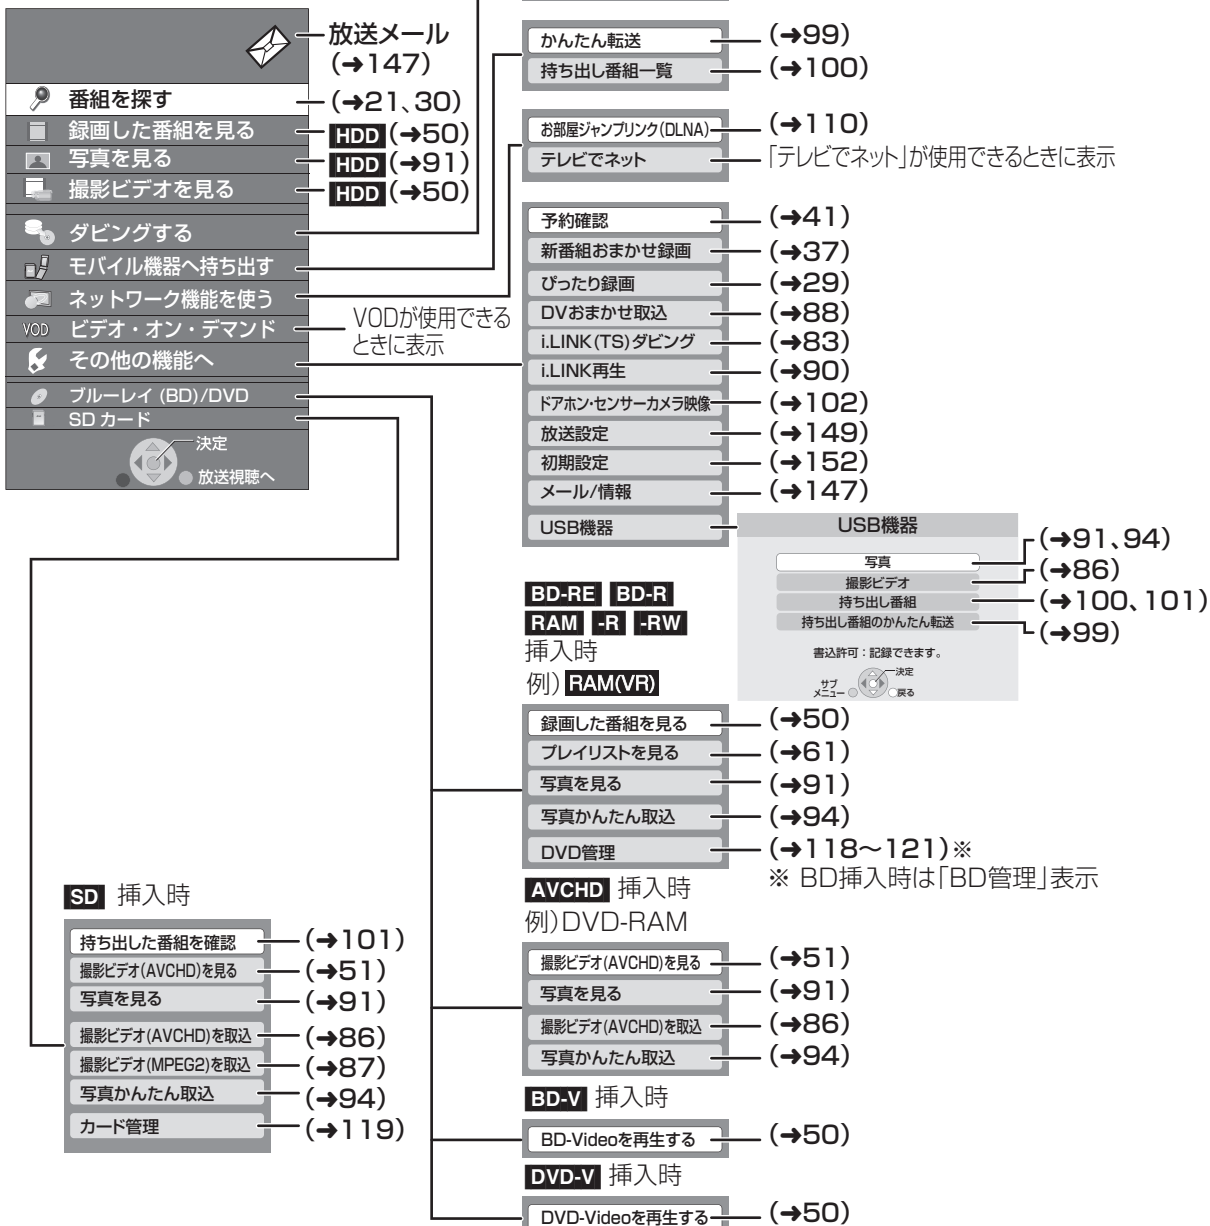 放送メール
(➜147)
番組を探す (➜21、30)
録画した番組を見る HDD (➜50)
写真を見る HDD (➜91)
撮影ビデオを見る HDD (➜50)
ダビングする
モバイル機器へ持ち出す
ネットワーク機能を使う
VOD ビデオ・オン・デマンド
VODが使用できる
ときに表示
その他の機能へ
ブルーレイ (BD)/DVD
SD カード
決定
放送視聴へ
かんたん転送 (➜99)
持ち出し番組一覧 (➜100)
お部屋ジャンプリンク(DLNA) (➜110)
テレビでネット 「テレビでネット」が使用できるときに表示
予約確認 (➜41)
新番組おまかせ録画 (➜37)
ぴったり録画 (➜29)
DVおまかせ取込 (➜88)
i.LINK(TS)ダビング (➜83)
i.LINK再生 (➜90)
ドアホン・センサーカメラ映像 (➜102)
放送設定 (➜149)
初期設定 (➜152)
メール/情報 (➜147)
USB機器
USB機器
写真 (➜91、94)
撮影ビデオ (➜86)
持ち出し番組 (➜100、101)
持ち出し番組のかんたん転送 (➜99)
書込許可：記録できます。
決定
サブ
メニュー
戻る
BD-RE BD-R
RAM -R -RW
挿入時
例) RAM(VR)
録画した番組を見る (➜50)
プレイリストを見る (➜61)
写真を見る (➜91)
写真かんたん取込 (➜94)
DVD管理 (➜118～121)※
※ BD挿入時は「BD管理」表示
AVCHD 挿入時
例)DVD-RAM
撮影ビデオ(AVCHD)を見る (➜51)
写真を見る (➜91)
撮影ビデオ(AVCHD)を取込 (➜86)
写真かんたん取込 (➜94)
BD-V 挿入時
BD-Videoを再生する (➜50)
DVD-V 挿入時
DVD-Videoを再生する (➜50)
SD 挿入時
持ち出した番組を確認 (➜101)
撮影ビデオ(AVCHD)を見る (➜51)
写真を見る (➜91)
撮影ビデオ(AVCHD)を取込 (➜86)
撮影ビデオ(MPEG2)を取込 (➜87)
写真かんたん取込 (➜94)
カード管理 (➜119)